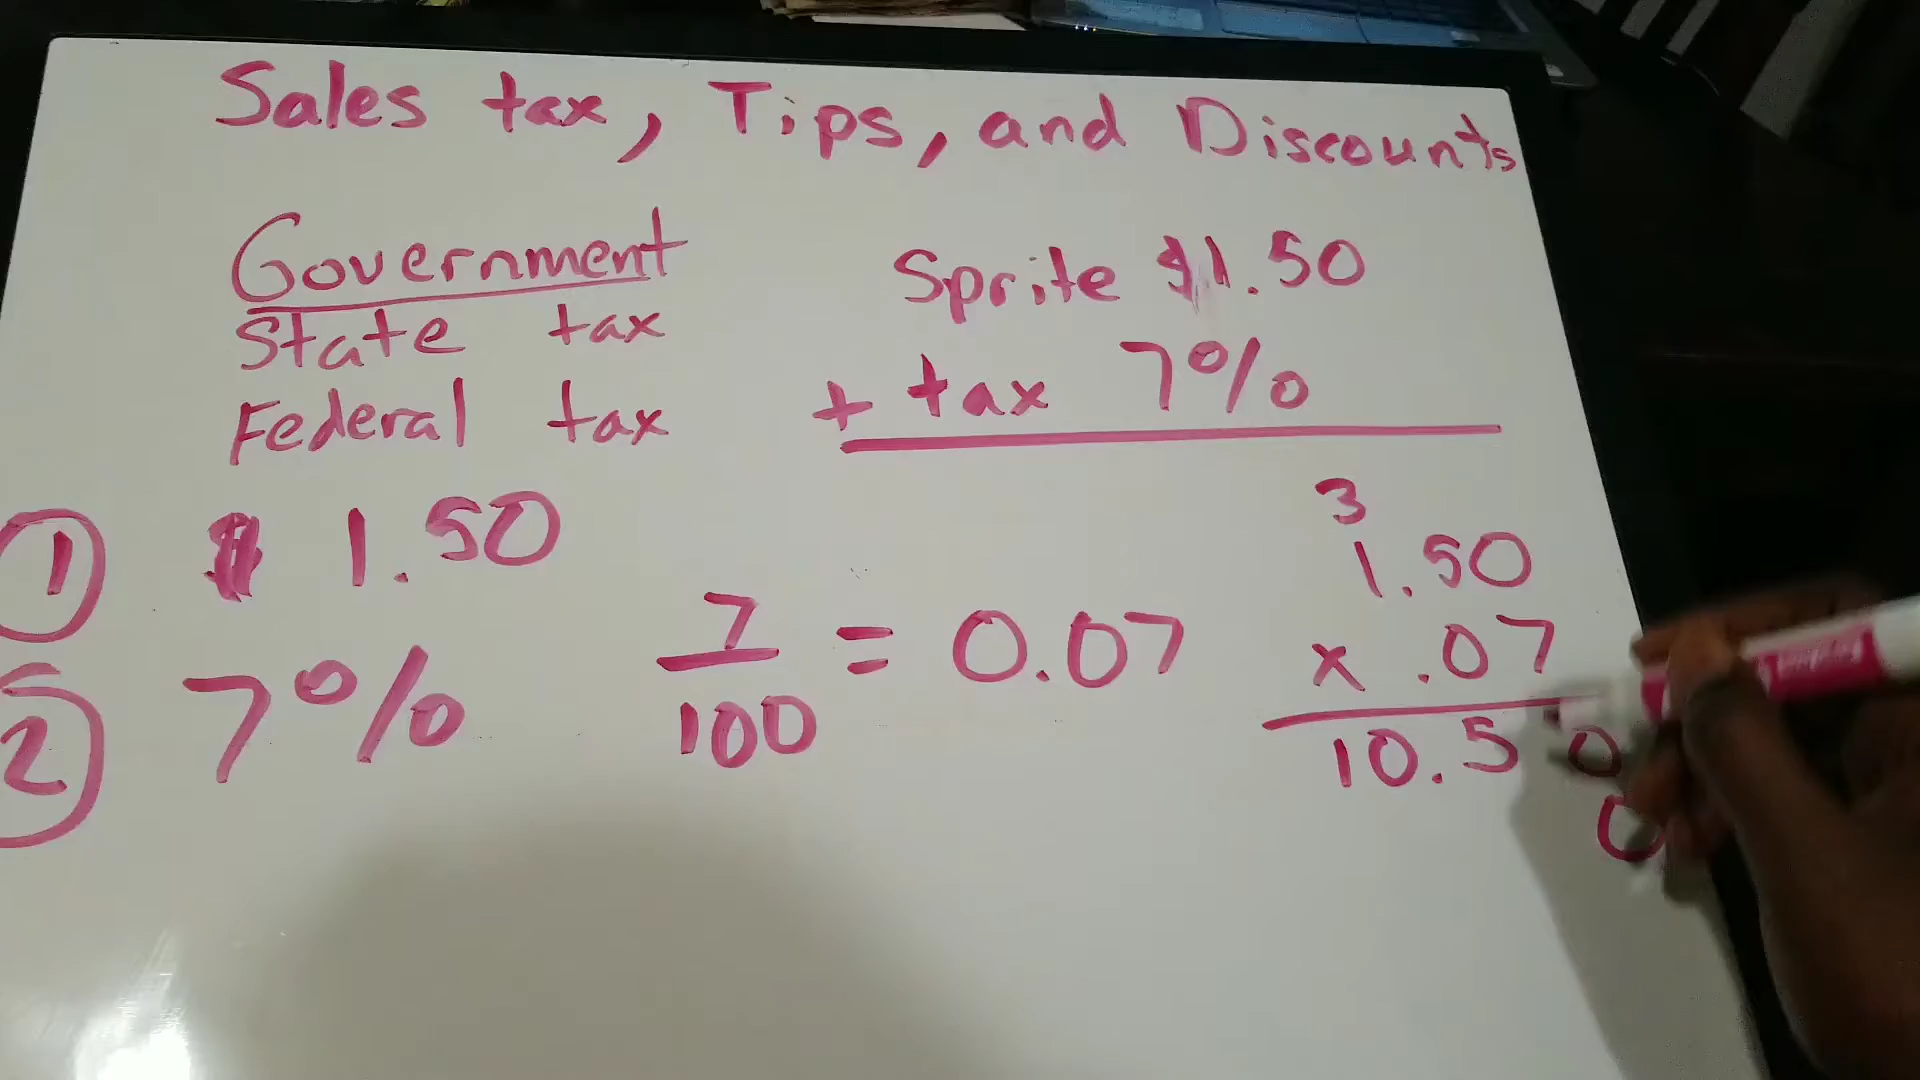 Sales tax, Tips, and Discounts
Government
State tax
Federal tax
Sprite $1.50
+ tax 7%
1 $ 1.50
2 7%
7
100
= 0.07
3
1.50
x .07
10.50
0